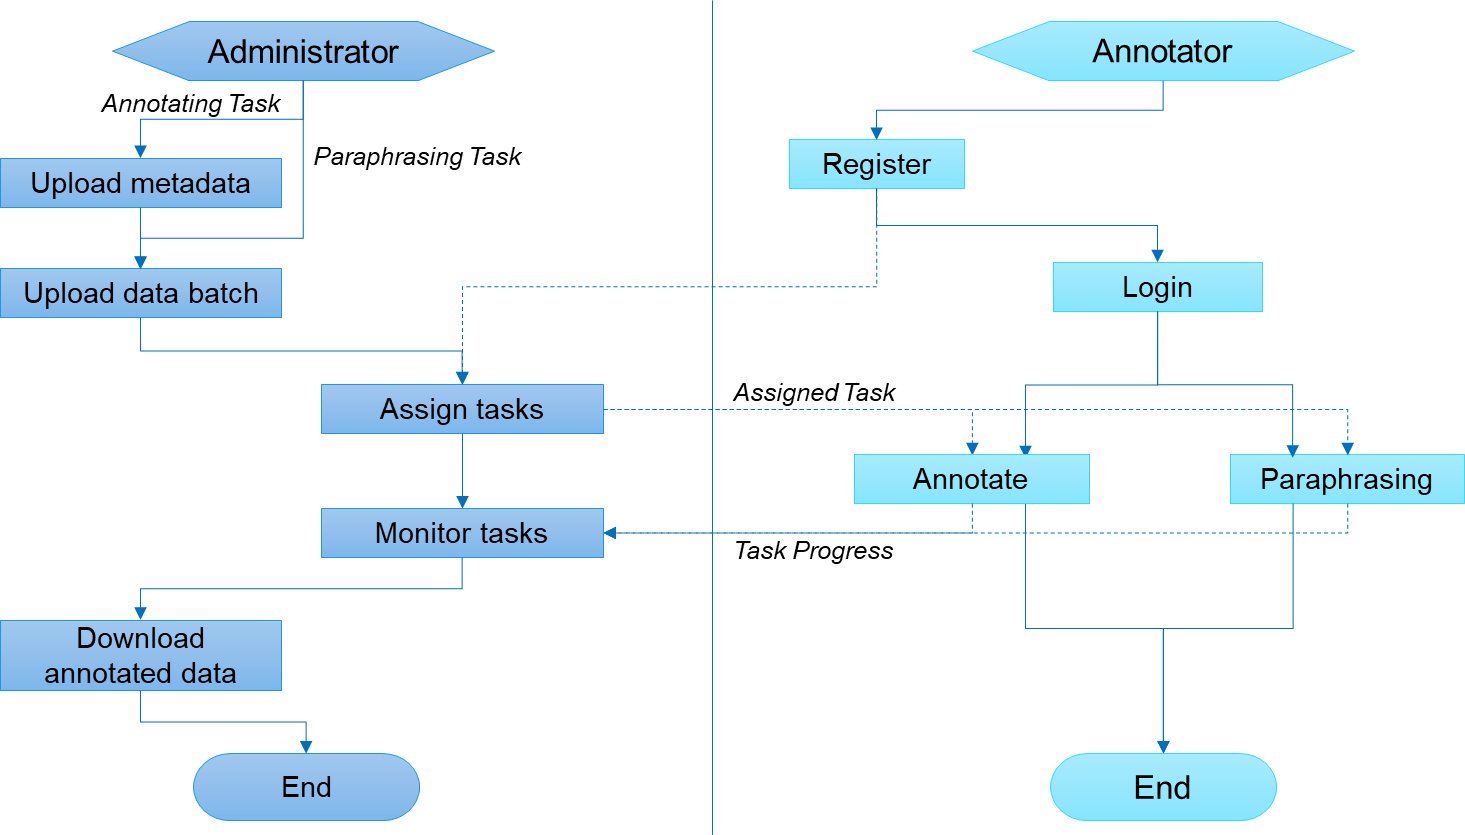 Administrator
Annotating Task
Paraphrasing Task
Upload metadata
Upload data batch
Assign tasks
Monitor tasks
Download
annotated data
End
Annotator
Register
Login
Assigned Task
Annotate
Paraphrasing
Task Progress
End